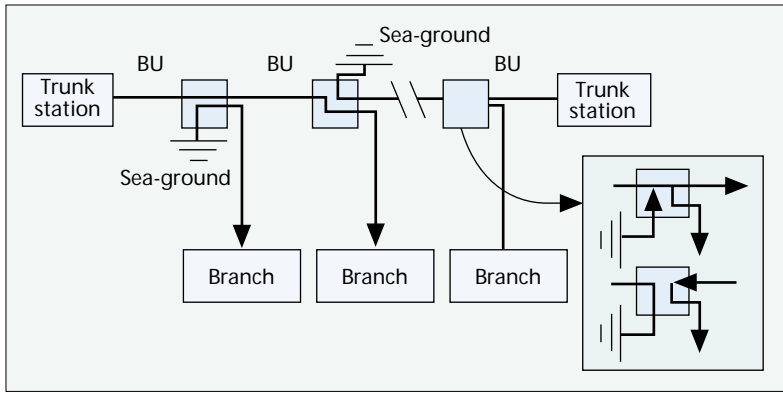 Sea-ground
BU
BU
BU
Trunk
station
Trunk
station
Sea-ground
Branch
Branch
Branch